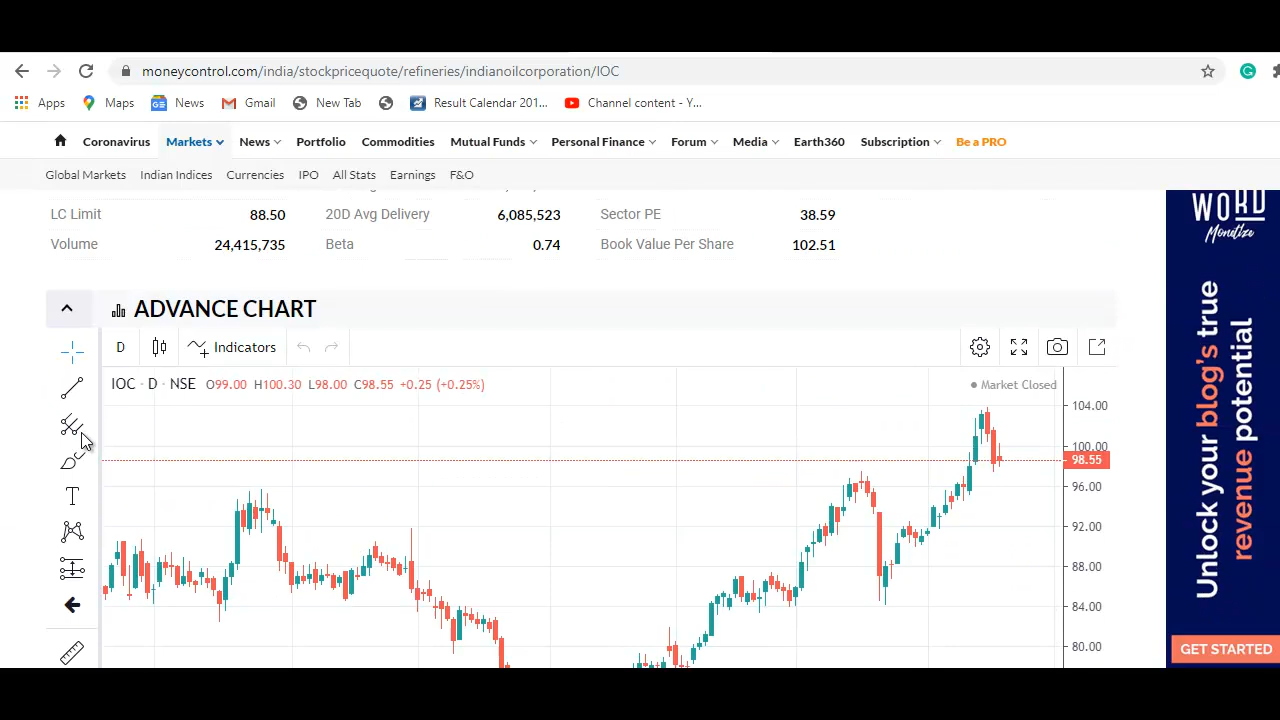 moneycontrol.com/india/stockpricequote/refineries/indianoilcorporation/IOC
Apps Maps News Gmail New Tab Result Calendar 201... Channel content - Y...
Coronavirus Markets News Portfolio Commodities Mutual Funds Personal Finance Forum Media Earth360 Subscription Be a PRO
Global Markets Indian Indices Currencies IPO All Stats Earnings F&O
LC Limit 88.50 20D Avg Delivery 6,085,523 Sector PE 38.59
Volume 24,415,735 Beta 0.74 Book Value Per Share 102.51
ADVANCE CHART
D Indicators
IOC · D · NSE O99.00 H100.30 L98.00 C98.55 +0.25 (+0.25%)
Market Closed
104.00
100.00
98.55
96.00
92.00
88.00
84.00
80.00
T
WORD
Monetize
Unlock your blog's true
revenue potential
GET STARTED